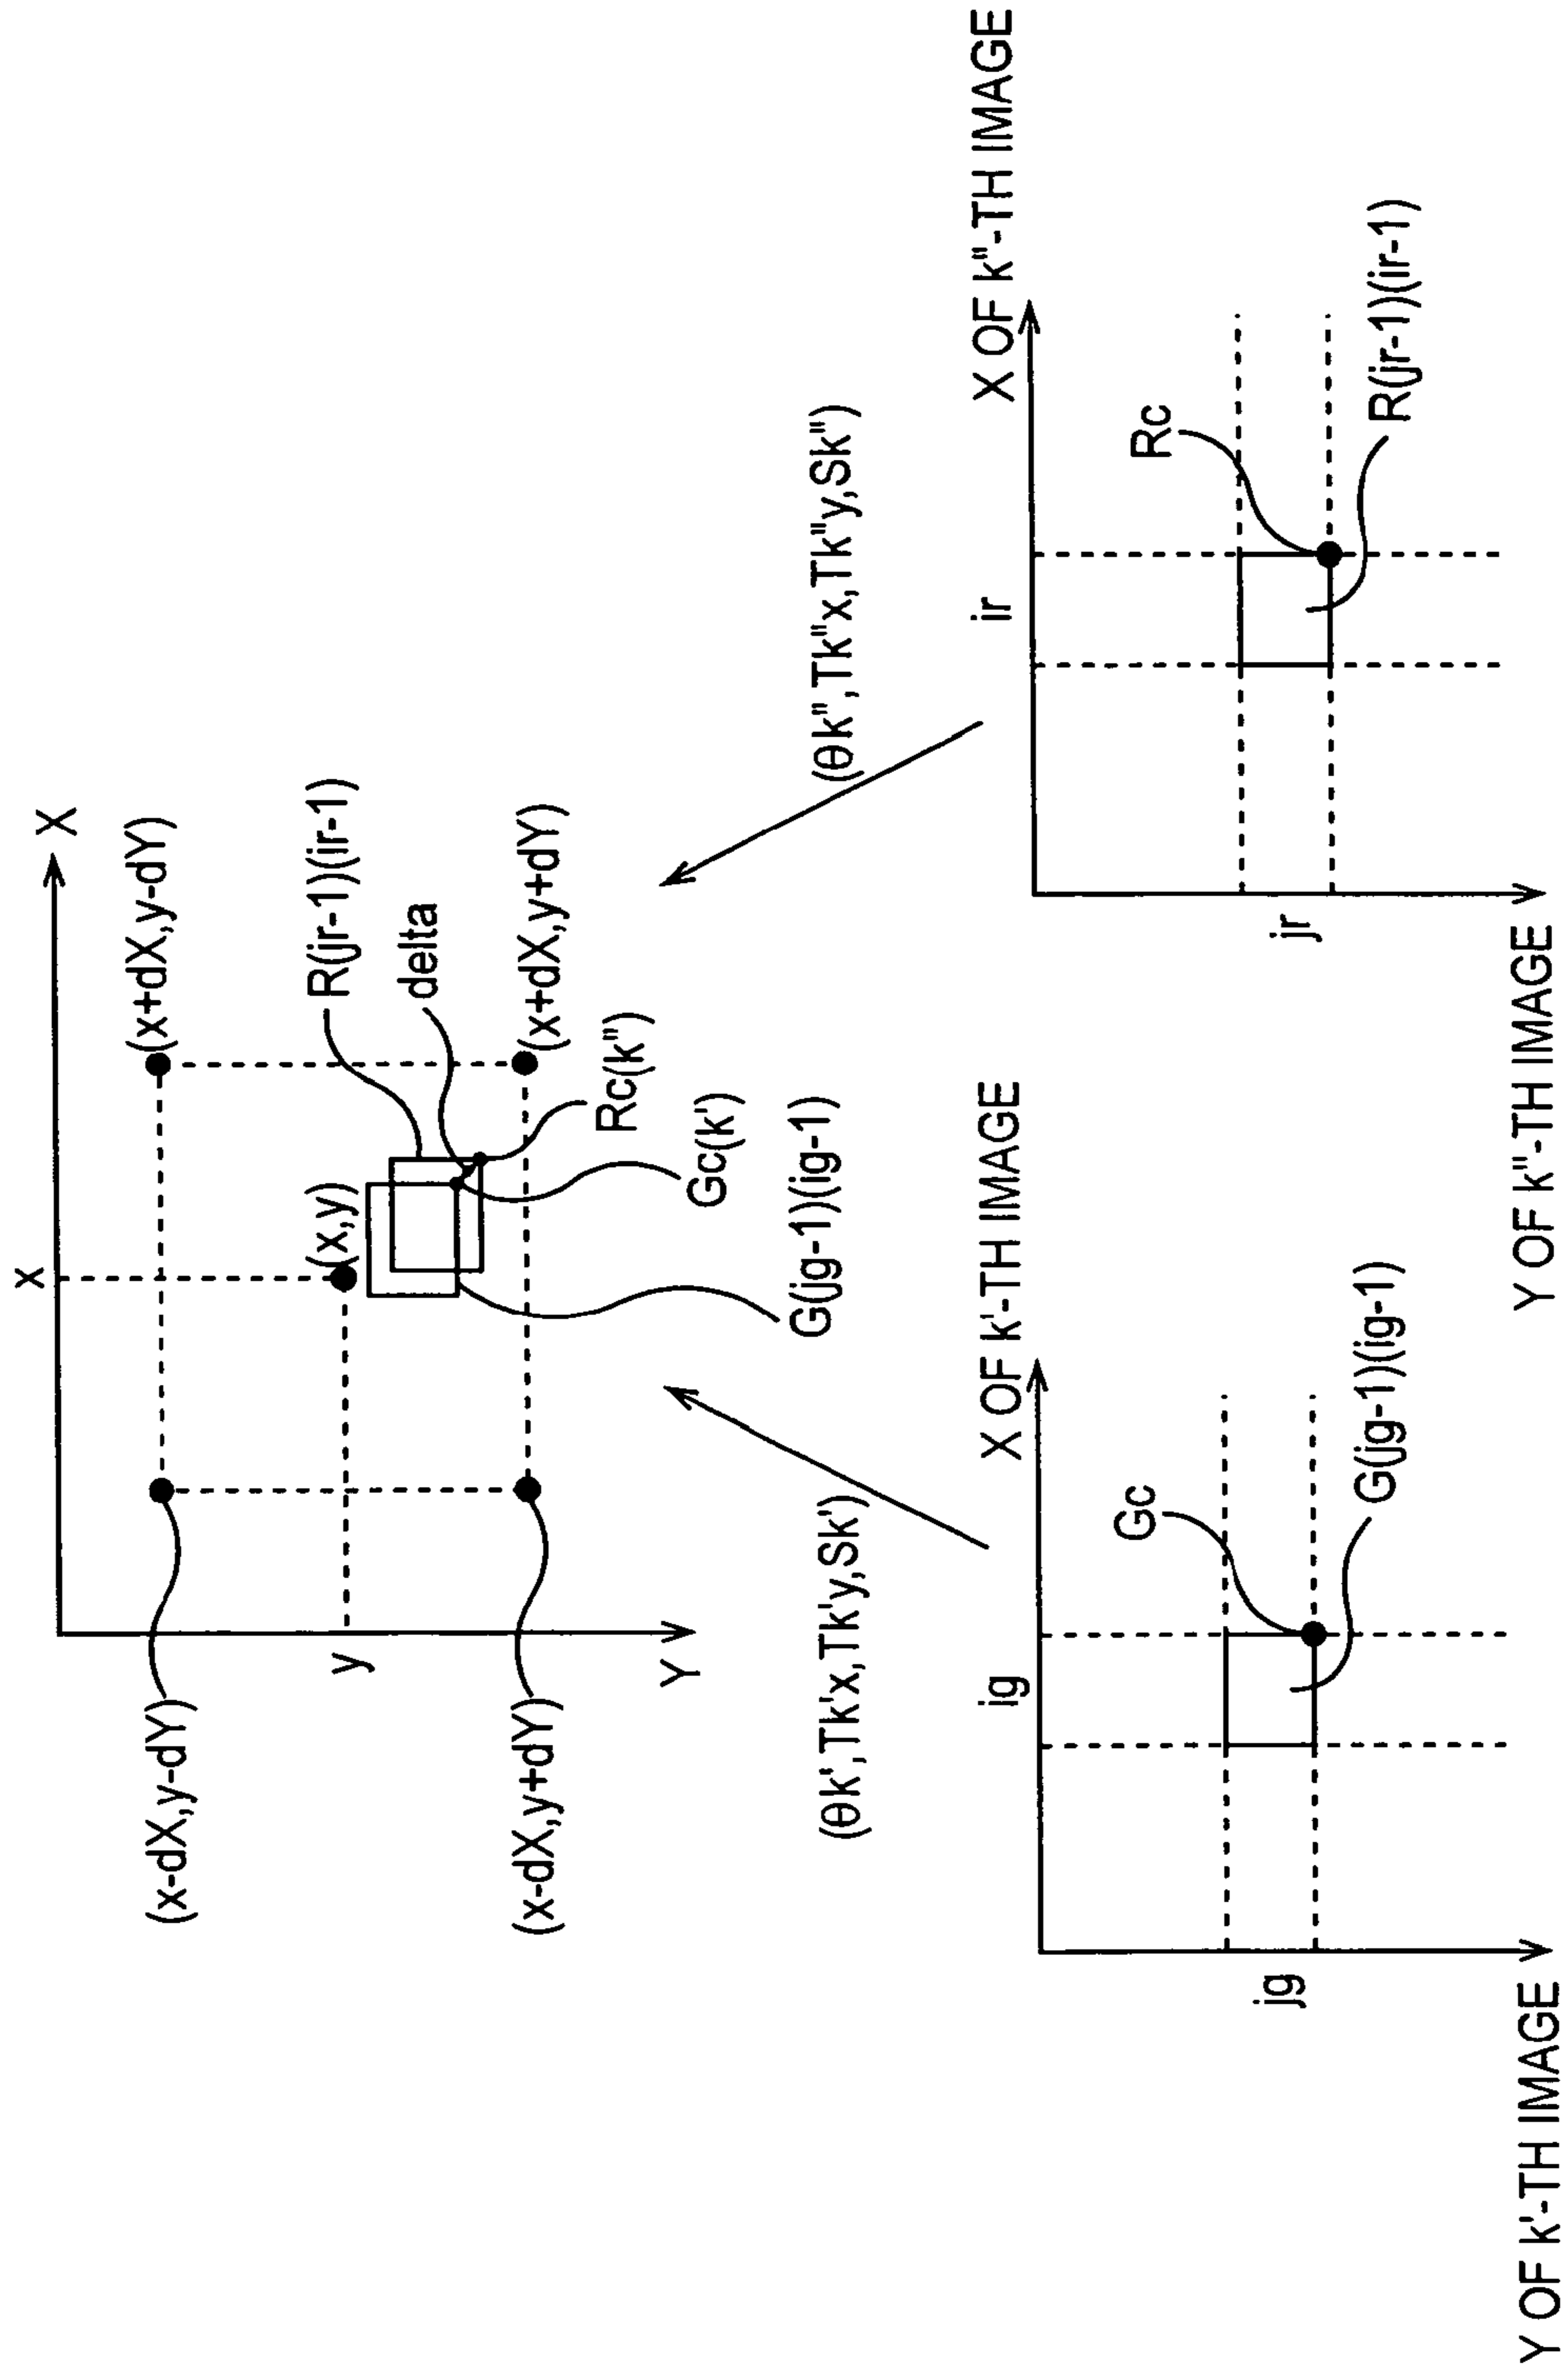 X
x
(x-dX,y-dY)
(x+dX,y-dY)
(x,y)
R(jr-1)(ir-1)
y
delta
(x-dX,y+dY)
(x+dX,y+dY)
Rc(k")
Y
Gc(k')
G(jg-1)(ig-1)
(θk',Tk'x,Tk'y,Sk')
(θk",Tk"x,Tk"y,Sk")
X OF k'-TH IMAGE
ig
Gc
jg
G(jg-1)(ig-1)
Y OF k'-TH IMAGE
X OF k"-TH IMAGE
ir
Rc
jr
R(jr-1)(ir-1)
Y OF k"-TH IMAGE